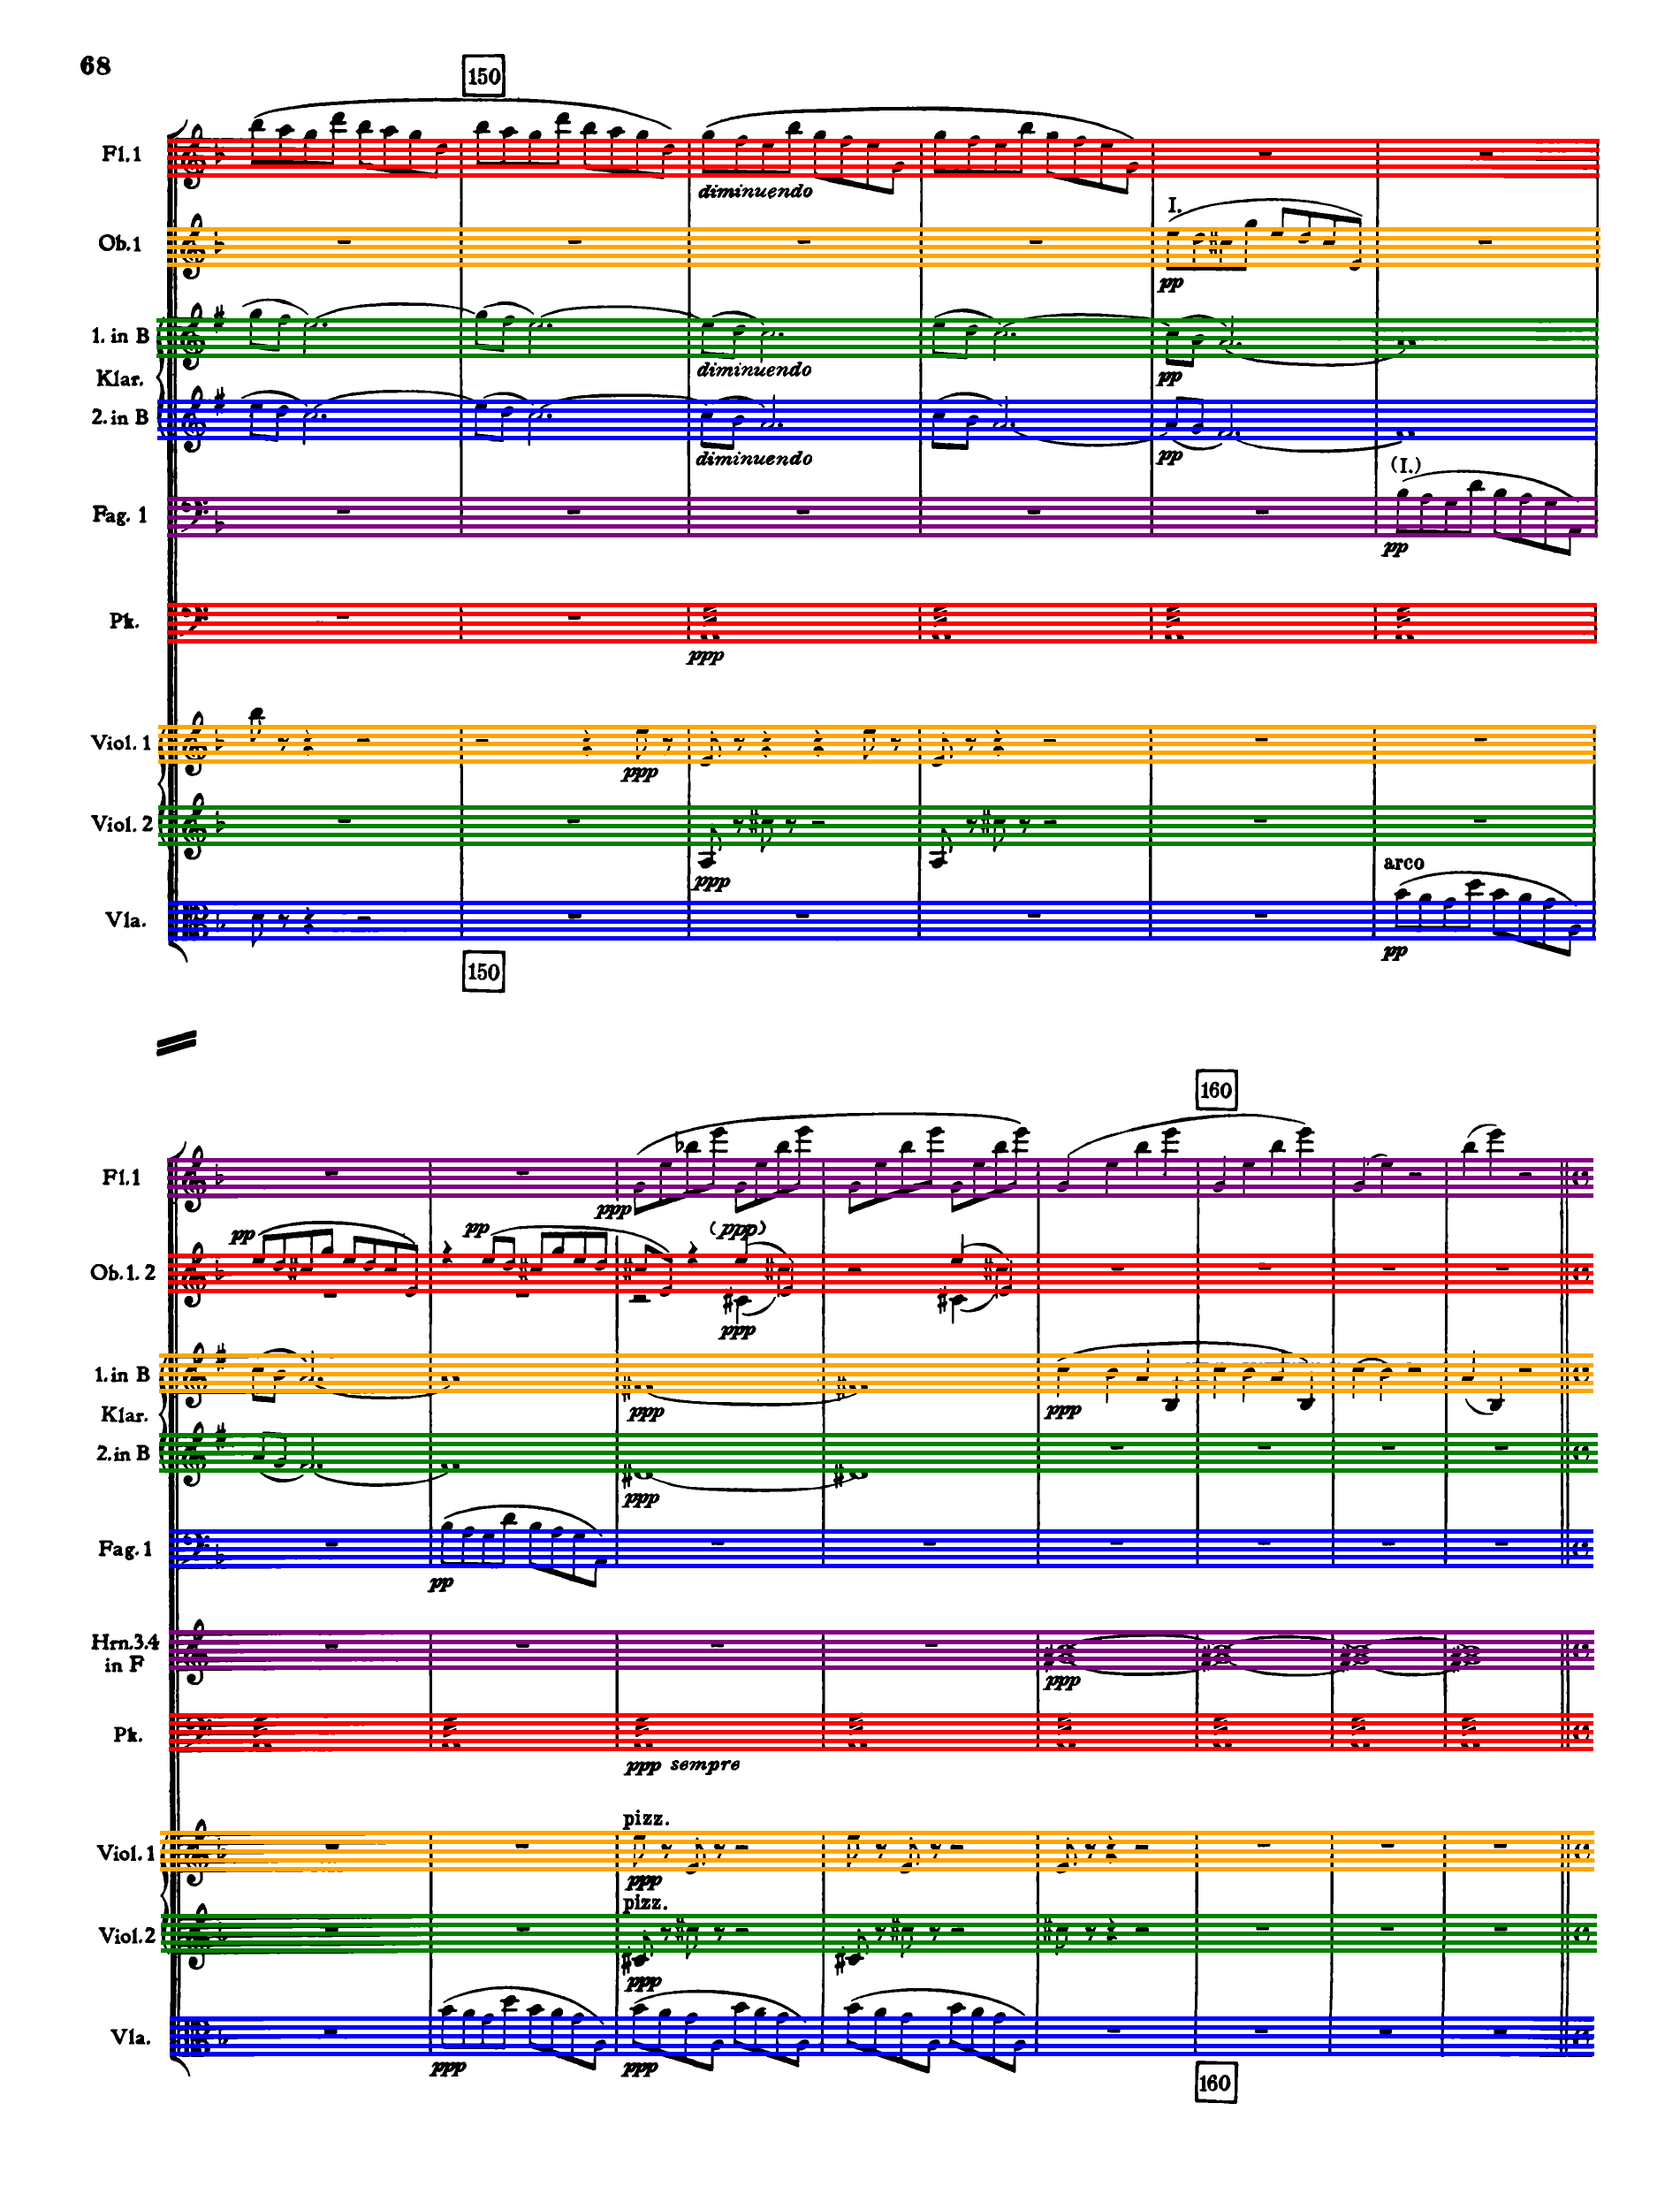 68
150
Fl.1
diminuendo
I.
Ob.1
pp
1. in B
diminuendo
pp
Klar.
2. in B
diminuendo
pp
(I.)
Fag. 1
pp
Pk.
ppp
Viol. 1
ppp
Viol. 2
ppp
arco
Vla.
pp
150
160
Fl.1
ppp
pp
pp
(ppp)
Ob.1.2
ppp
1. in B
ppp
ppp
Klar.
2. in B
ppp
Fag. 1
pp
Hrn.3.4
in F
ppp
Pk.
ppp sempre
pizz.
Viol. 1
ppp
pizz.
Viol. 2
ppp
Vla.
ppp
ppp
160